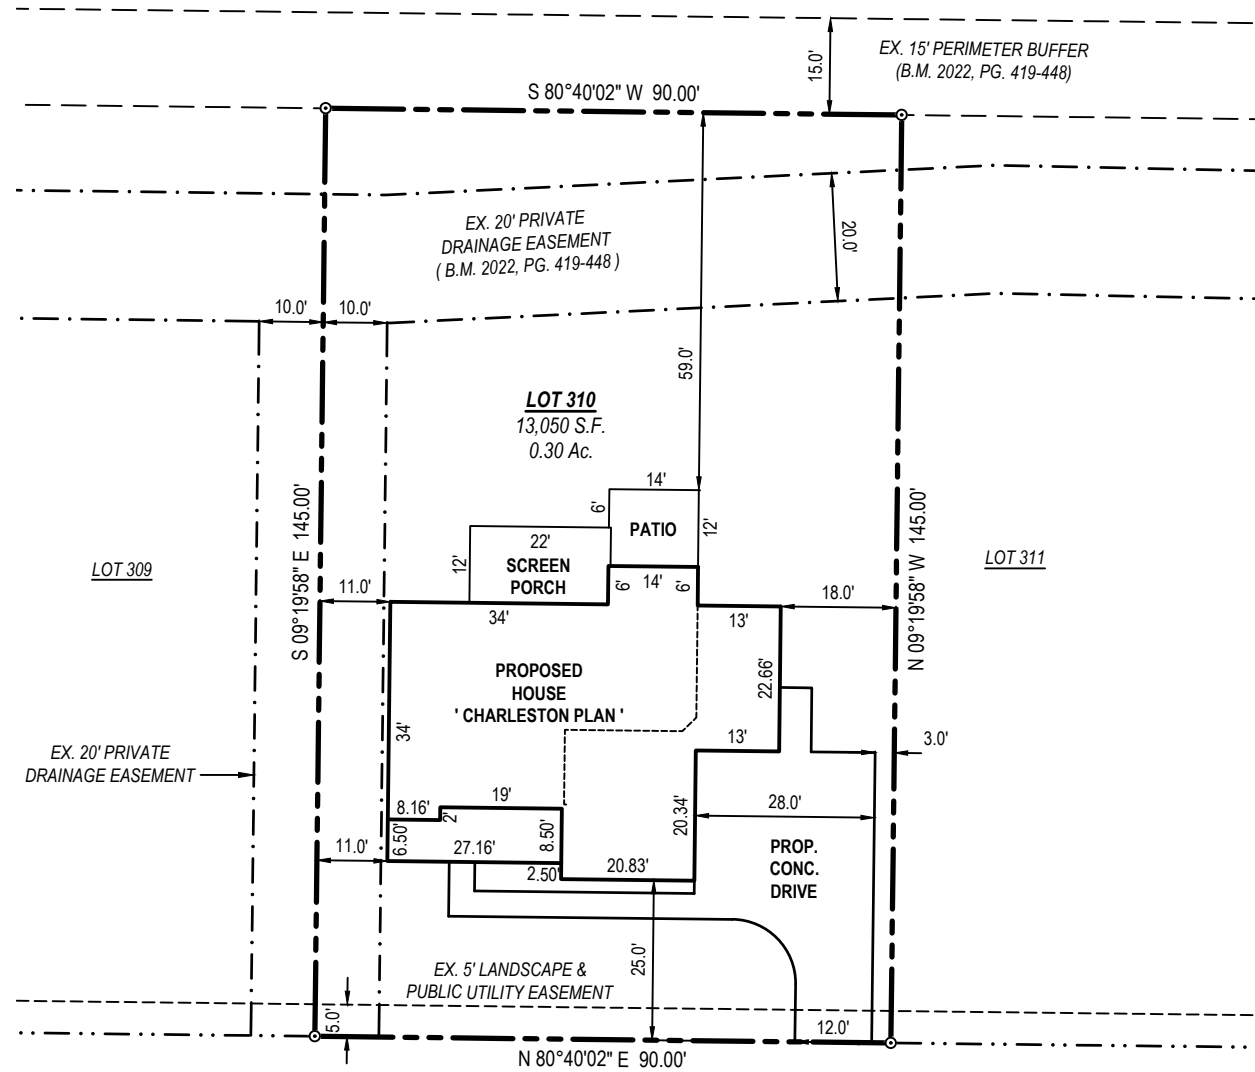 EX. 15' PERIMETER BUFFER
(B.M. 2022, PG. 419-448)
15.0'
S 80°40'02" W 90.00'
EX. 20' PRIVATE
DRAINAGE EASEMENT
( B.M. 2022, PG. 419-448 )
20.0'
10.0'
10.0'
59.0'
LOT 310
13,050 S.F.
0.30 Ac.
14'
6'
PATIO
12'
22'
SCREEN
PORCH
12'
S 09°19'58" E 145.00'
N 09°19'58" W 145.00'
LOT 309
LOT 311
11.0'
6'
14'
6'
18.0'
34'
13'
PROPOSED
HOUSE
' CHARLESTON PLAN '
22.66'
34'
13'
3.0'
EX. 20' PRIVATE
DRAINAGE EASEMENT
28.0'
8.16'
19'
2'
6.50'
8.50'
20.34'
11.0'
27.16'
2.50'
20.83'
PROP.
CONC.
DRIVE
25.0'
EX. 5' LANDSCAPE &
PUBLIC UTILITY EASEMENT
5.0'
12.0'
N 80°40'02" E 90.00'